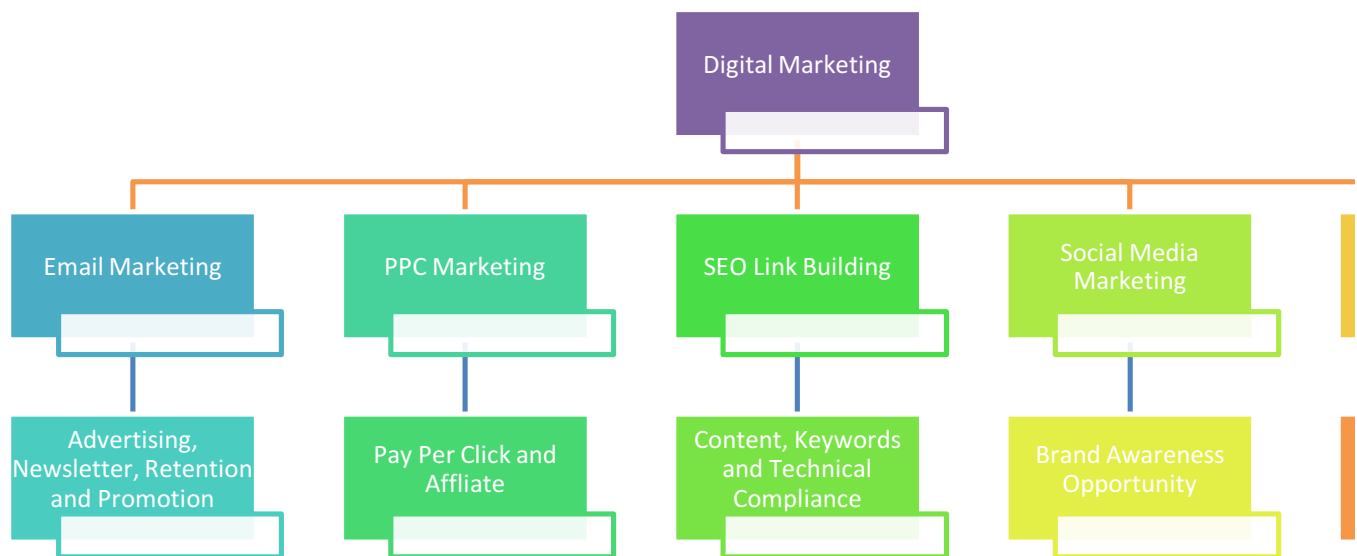 Digital Marketing
Email Marketing
PPC Marketing
SEO Link Building
Social Media
Marketing
Advertising,
Newsletter, Retention
and Promotion
Pay Per Click and
Affliate
Content, Keywords
and Technical
Compliance
Brand Awareness
Opportunity